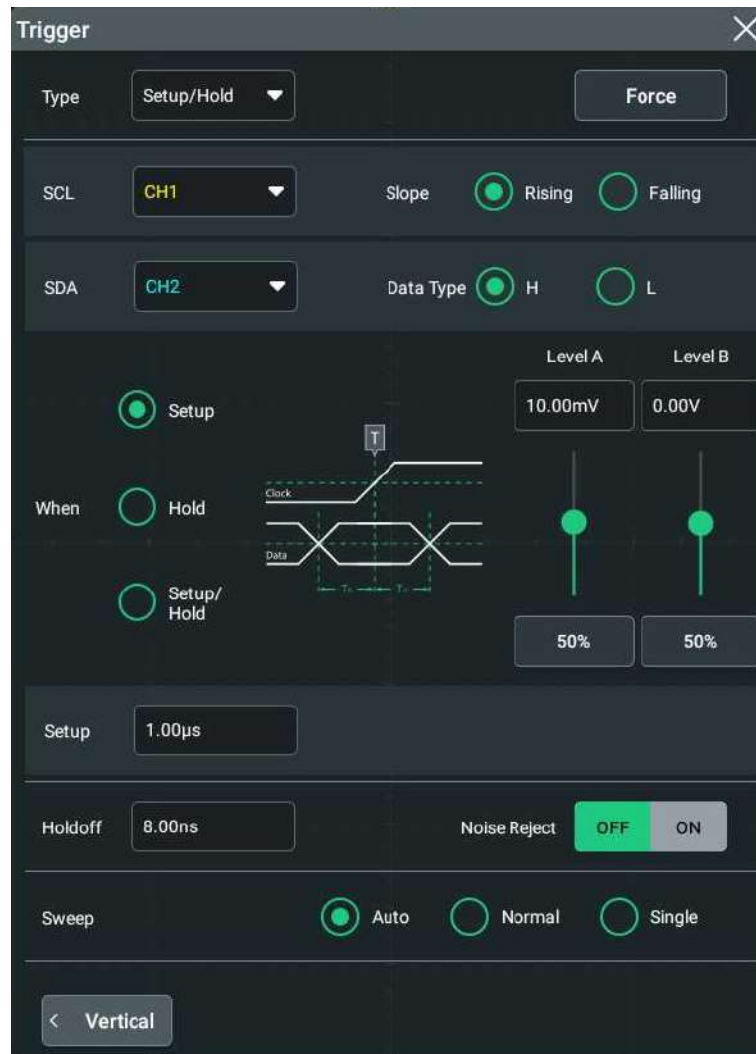 Trigger
Type Setup/Hold Force
SCL CH1 Slope Rising Falling
SDA CH2 Data Type H L
Level A Level B
10.00mV 0.00V
Setup
T
Clock
When Hold
Data
Setup/
Hold
50% 50%
Setup 1.00µs
Holdoff 8.00ns Noise Reject OFF ON
Sweep Auto Normal Single
< Vertical